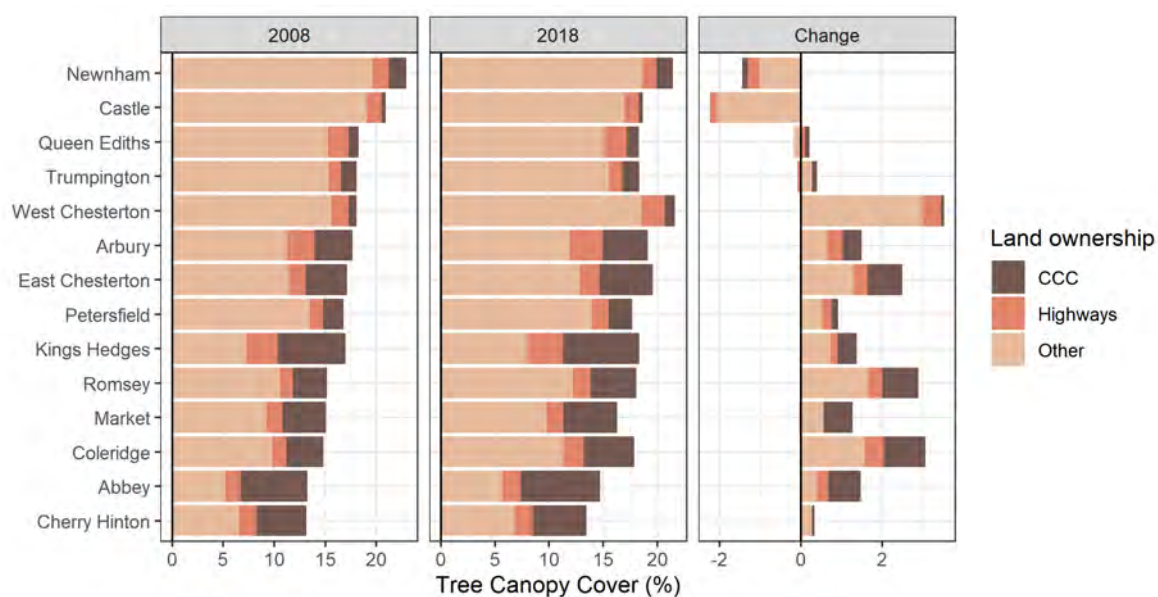 2008 2018 Change
Newnham
Castle
Queen Ediths
Trumpington
West Chesterton
Arbury
East Chesterton
Petersfield
Kings Hedges
Romsey
Market
Coleridge
Abbey
Cherry Hinton
0 5 10 15 20 0 5 10 15 20 -2 0 2
Tree Canopy Cover (%)
Land ownership
CCC
Highways
Other